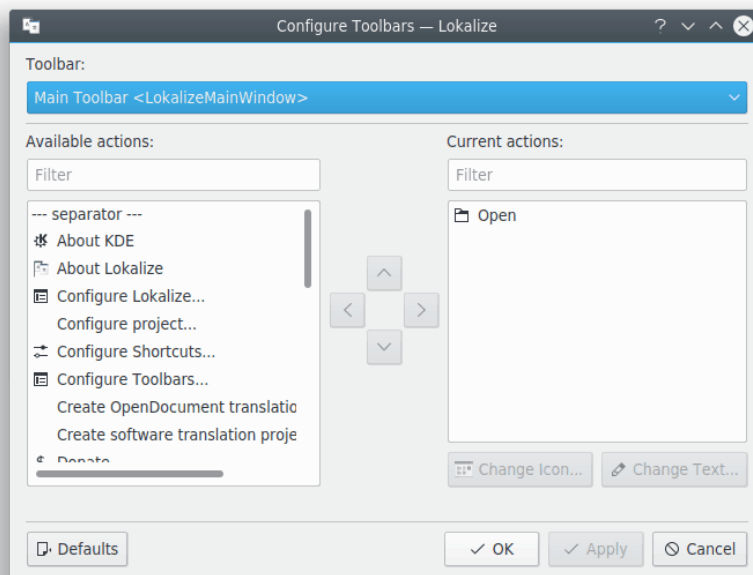 Configure Toolbars — Lokalize
Toolbar:
Main Toolbar <LokalizeMainWindow>
Available actions:
Current actions:
Filter
Filter
--- separator ---
About KDE
About Lokalize
Configure Lokalize...
Configure project...
Configure Shortcuts...
Configure Toolbars...
Create OpenDocument translatio
Create software translation proje
Donate
Open
Change Icon...
Change Text...
Defaults
OK
Apply
Cancel